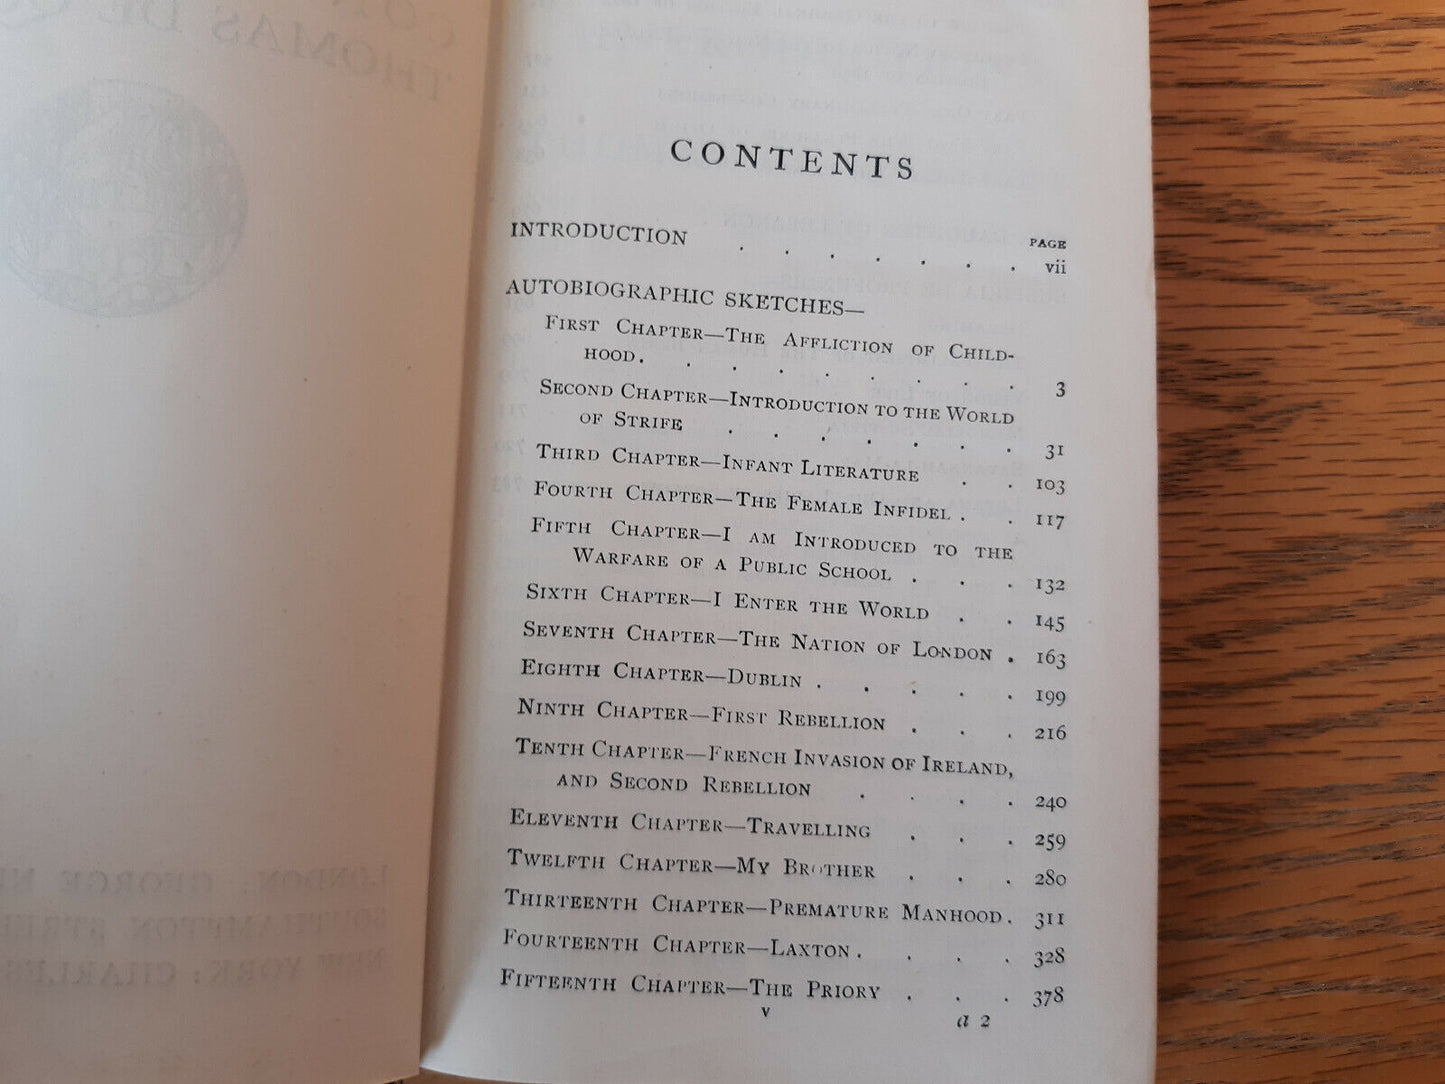 CONTENTS
PAGE
INTRODUCTION . . . . . . . vii
AUTOBIOGRAPHIC SKETCHES—
FIRST CHAPTER—THE AFFLICTION OF CHILD-
HOOD. . . . . . . . . 3
SECOND CHAPTER—INTRODUCTION TO THE WORLD
OF STRIFE . . . . . . . 31
THIRD CHAPTER—INFANT LITERATURE . . 103
FOURTH CHAPTER—THE FEMALE INFIDEL . . 117
FIFTH CHAPTER—I AM INTRODUCED TO THE
WARFARE OF A PUBLIC SCHOOL . . . 132
SIXTH CHAPTER—I ENTER THE WORLD . . 145
SEVENTH CHAPTER—THE NATION OF LONDON . 163
EIGHTH CHAPTER—DUBLIN . . . . . 199
NINTH CHAPTER—FIRST REBELLION . . . 216
TENTH CHAPTER—FRENCH INVASION OF IRELAND,
AND SECOND REBELLION . . . . 240
ELEVENTH CHAPTER—TRAVELLING . . . 259
TWELFTH CHAPTER—MY BROTHER . . . 280
THIRTEENTH CHAPTER—PREMATURE MANHOOD. 311
FOURTEENTH CHAPTER—LAXTON. . . . 328
FIFTEENTH CHAPTER—THE PRIORY . . . 378
v
a 2